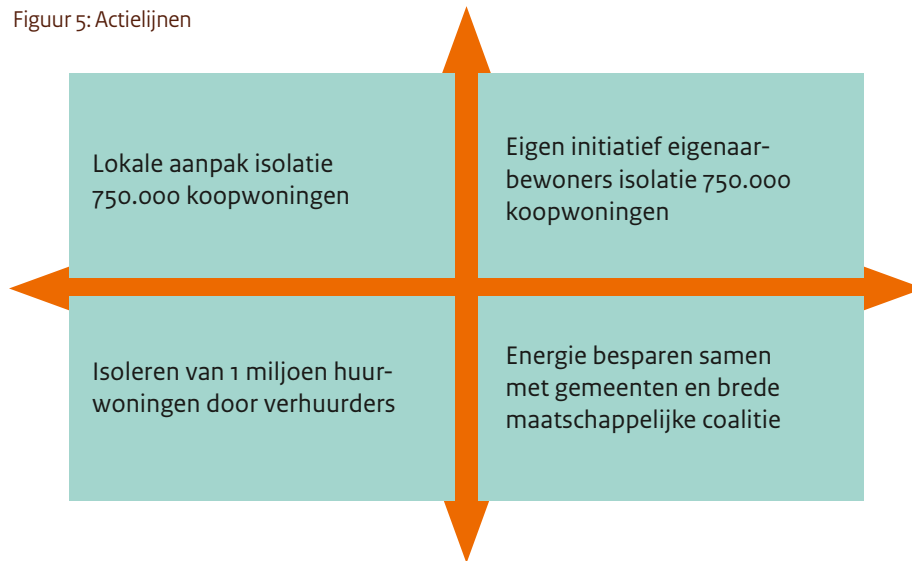 Figuur 5: Actielijnen
Lokale aanpak isolatie
750.000 koopwoningen
Eigen initiatief eigenaar-
bewoners isolatie 750.000
koopwoningen
Isoleren van 1 miljoen huur-
woningen door verhuurders
Energie besparen samen
met gemeenten en brede
maatschappelijke coalitie